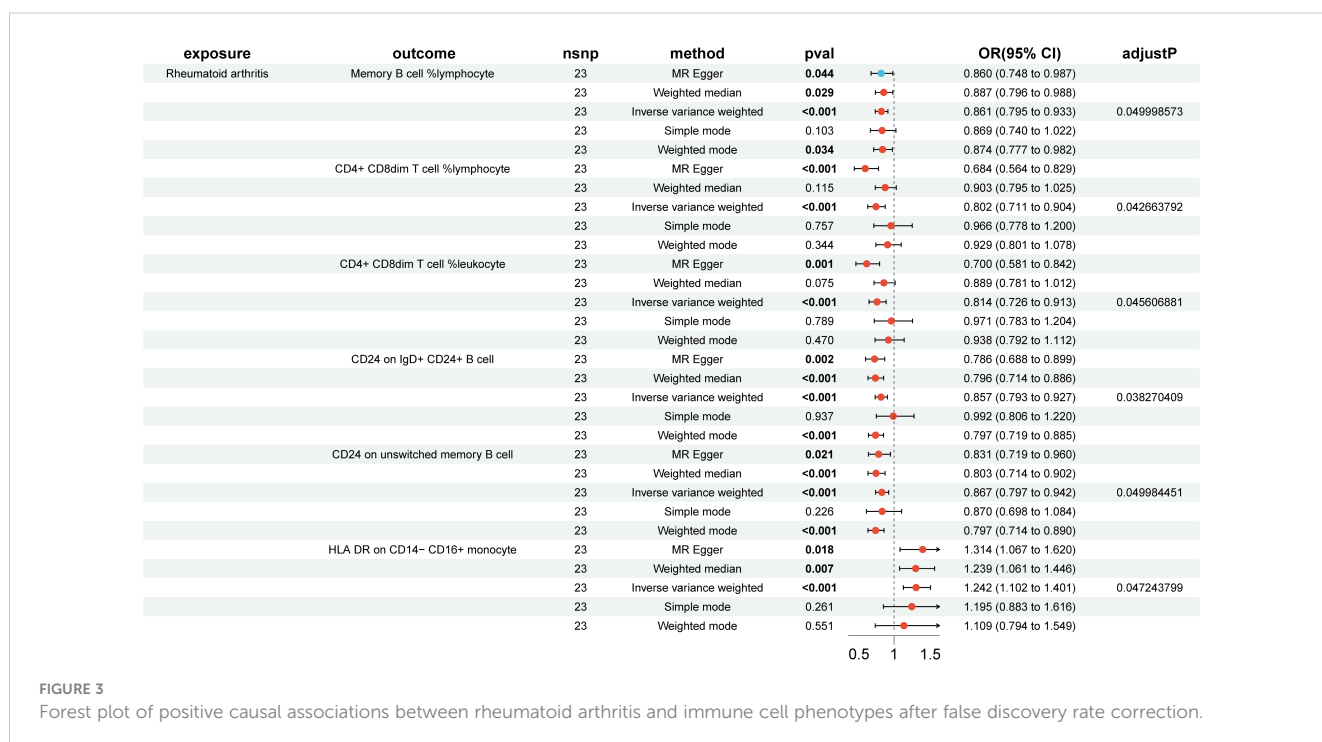 exposure outcome nsnp method pval OR(95% CI) adjustP
Rheumatoid arthritis Memory B cell %lymphocyte 23 MR Egger 0.044 0.860 (0.748 to 0.987)
23 Weighted median 0.029 0.887 (0.796 to 0.988)
23 Inverse variance weighted <0.001 0.861 (0.795 to 0.933) 0.049998573
23 Simple mode 0.103 0.869 (0.740 to 1.022)
23 Weighted mode 0.034 0.874 (0.777 to 0.982)
CD4+ CD8dim T cell %lymphocyte 23 MR Egger <0.001 0.684 (0.564 to 0.829)
23 Weighted median 0.115 0.903 (0.795 to 1.025)
23 Inverse variance weighted <0.001 0.802 (0.711 to 0.904) 0.042663792
23 Simple mode 0.757 0.966 (0.778 to 1.200)
23 Weighted mode 0.344 0.929 (0.801 to 1.078)
CD4+ CD8dim T cell %leukocyte 23 MR Egger 0.001 0.700 (0.581 to 0.842)
23 Weighted median 0.075 0.889 (0.781 to 1.012)
23 Inverse variance weighted <0.001 0.814 (0.726 to 0.913) 0.045606881
23 Simple mode 0.789 0.971 (0.783 to 1.204)
23 Weighted mode 0.470 0.938 (0.792 to 1.112)
CD24 on IgD+ CD24+ B cell 23 MR Egger 0.002 0.786 (0.688 to 0.899)
23 Weighted median <0.001 0.796 (0.714 to 0.886)
23 Inverse variance weighted <0.001 0.857 (0.793 to 0.927) 0.038270409
23 Simple mode 0.937 0.992 (0.806 to 1.220)
23 Weighted mode <0.001 0.797 (0.719 to 0.885)
CD24 on unswitched memory B cell 23 MR Egger 0.021 0.831 (0.719 to 0.960)
23 Weighted median <0.001 0.803 (0.714 to 0.902)
23 Inverse variance weighted <0.001 0.867 (0.797 to 0.942) 0.049984451
23 Simple mode 0.226 0.870 (0.698 to 1.084)
23 Weighted mode <0.001 0.797 (0.714 to 0.890)
HLA DR on CD14− CD16+ monocyte 23 MR Egger 0.018 1.314 (1.067 to 1.620)
23 Weighted median 0.007 1.239 (1.061 to 1.446)
23 Inverse variance weighted <0.001 1.242 (1.102 to 1.401) 0.047243799
23 Simple mode 0.261 1.195 (0.883 to 1.616)
23 Weighted mode 0.551 1.109 (0.794 to 1.549)
0.5 1 1.5
FIGURE 3
Forest plot of positive causal associations between rheumatoid arthritis and immune cell phenotypes after false discovery rate correction.